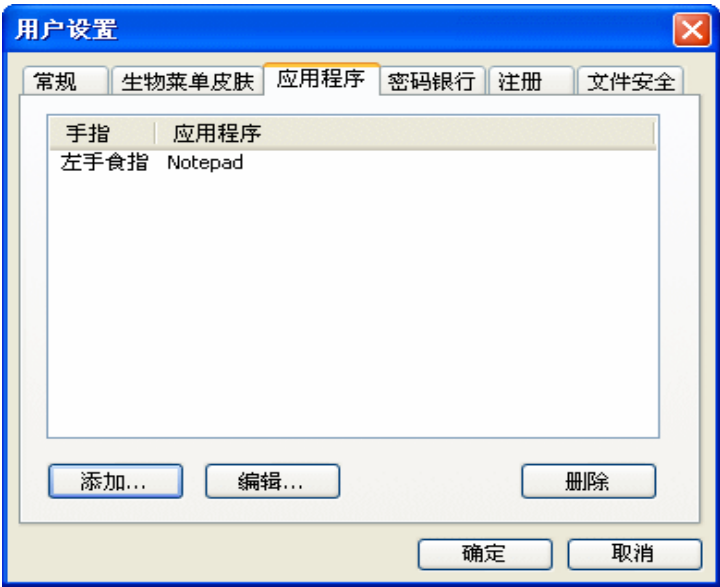 用户设置
常规 生物菜单皮肤 应用程序 密码银行 注册 文件安全
手指 应用程序
左手食指 Notepad
添加... 编辑... 删除
确定 取消